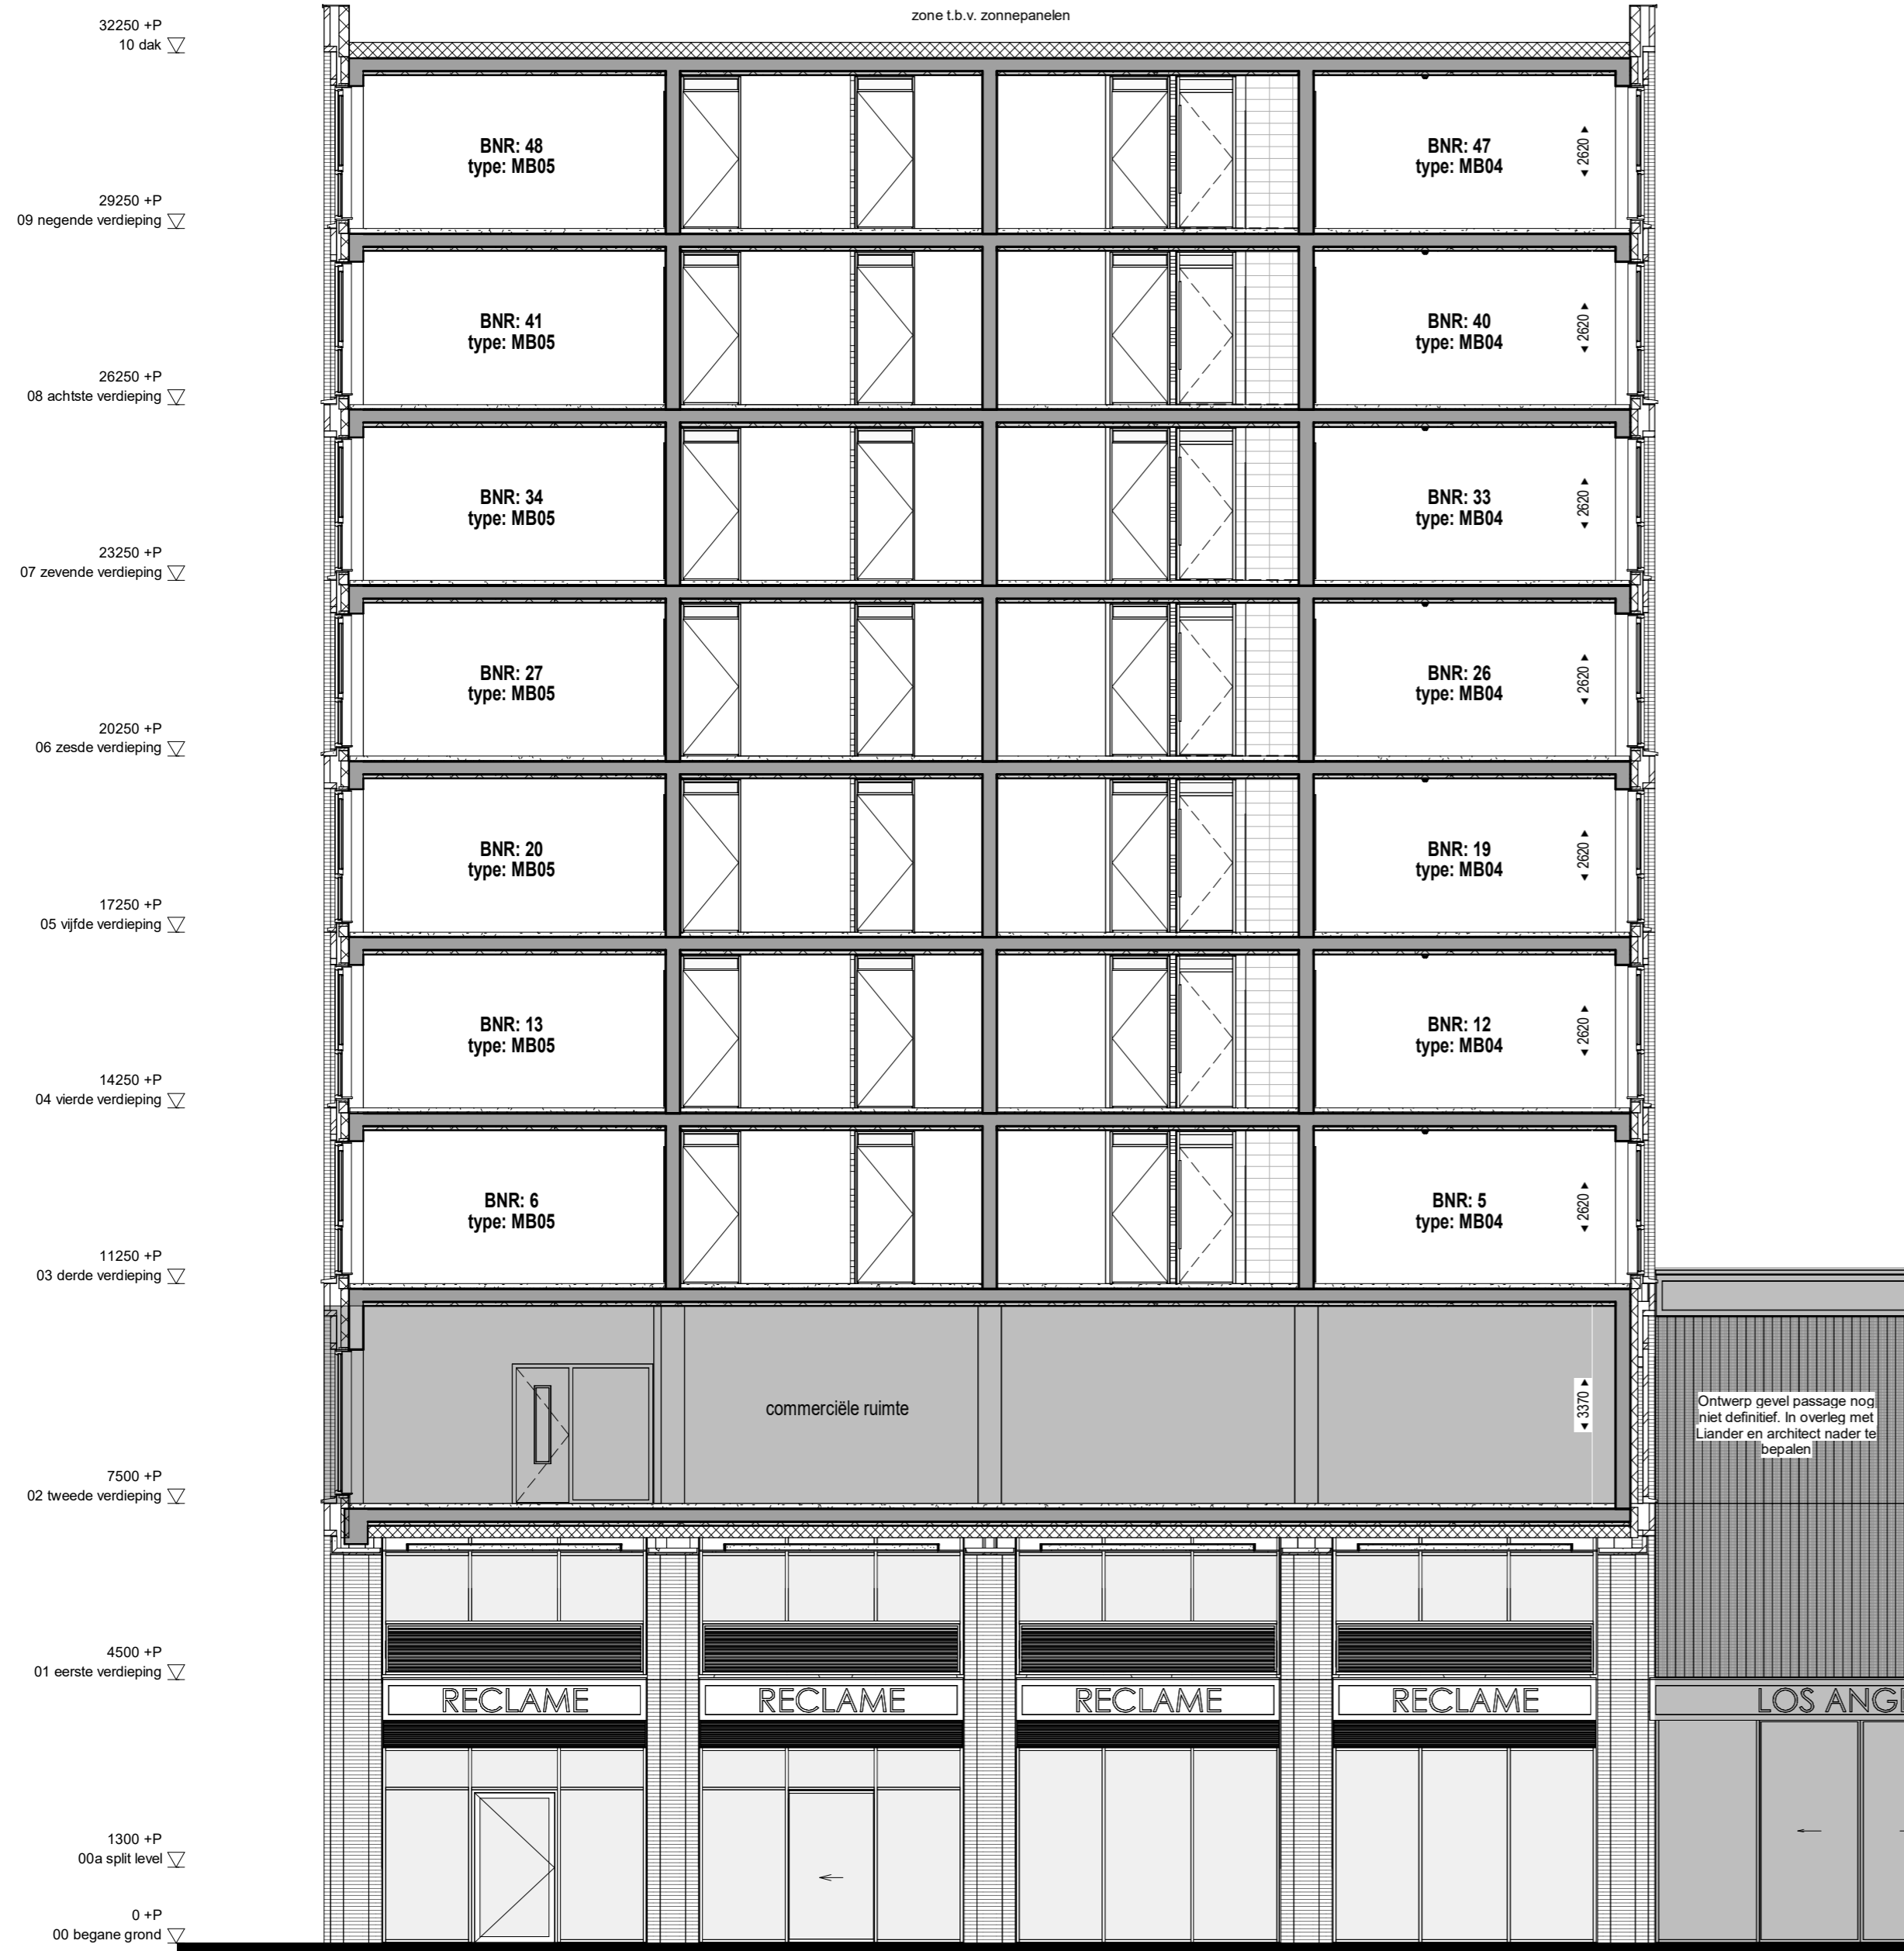 zone t.b.v. zonnepanelen
32250 +P
10 dak
BNR: 48
type: MB05
BNR: 47
type: MB04
2620
29250 +P
09 negende verdieping
BNR: 41
type: MB05
BNR: 40
type: MB04
2620
26250 +P
08 achtste verdieping
BNR: 34
type: MB05
BNR: 33
type: MB04
2620
23250 +P
07 zevende verdieping
BNR: 27
type: MB05
BNR: 26
type: MB04
2620
20250 +P
06 zesde verdieping
BNR: 20
type: MB05
BNR: 19
type: MB04
2620
17250 +P
05 vijfde verdieping
BNR: 13
type: MB05
BNR: 12
type: MB04
2620
14250 +P
04 vierde verdieping
BNR: 6
type: MB05
BNR: 5
type: MB04
2620
11250 +P
03 derde verdieping
commerciële ruimte
3370
Ontwerp gevel passage nog
niet definitief. In overleg met
Liander en architect nader te
bepalen
7500 +P
02 tweede verdieping
4500 +P
01 eerste verdieping
RECLAME
RECLAME
RECLAME
RECLAME
LOS ANG
1300 +P
00a split level
0 +P
00 begane grond